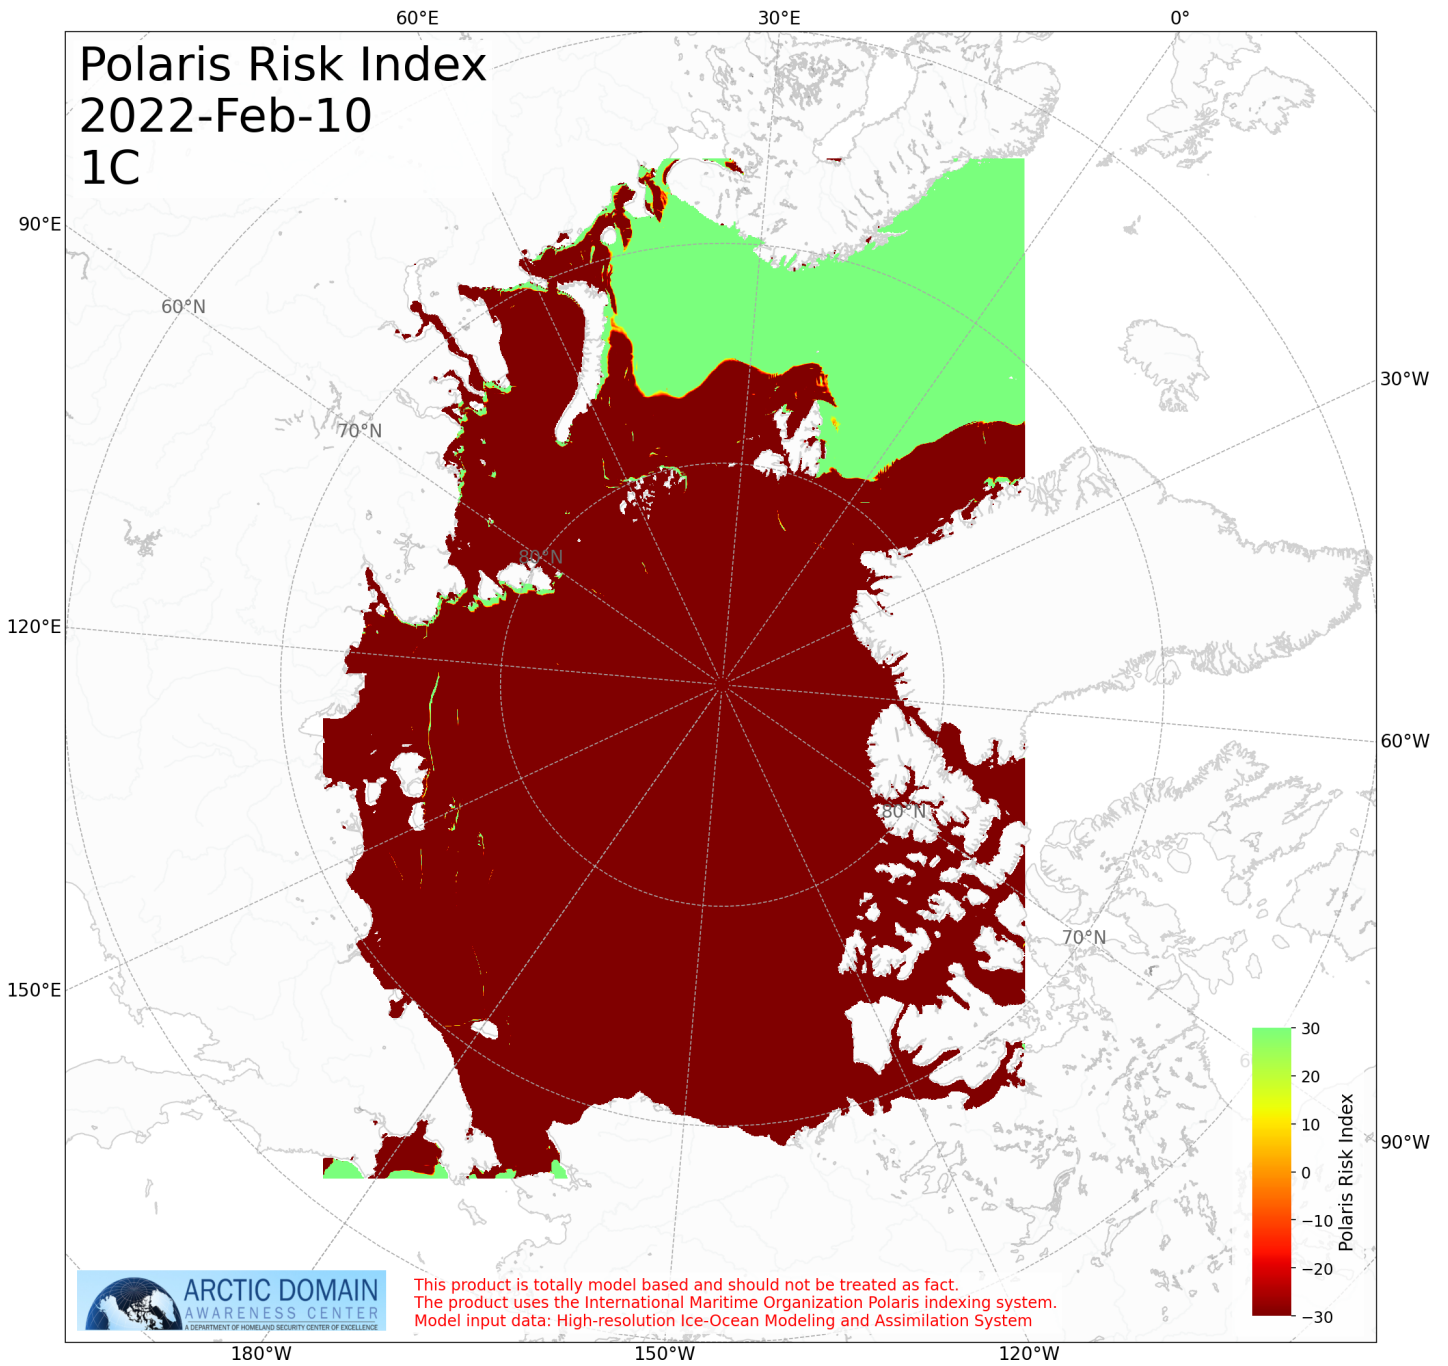 60°E 30°E 0°
Polaris Risk Index
2022-Feb-10
1C
90°E
60°N
30°W
70°N
80°N
120°E
60°W
80°N
70°N
150°E
30
20
10
0
−10
−20
−30
Polaris Risk Index
90°W
ARCTIC DOMAIN
AWARENESS CENTER
A DEPARTMENT OF HOMELAND SECURITY CENTER OF EXCELLENCE
This product is totally model based and should not be treated as fact.
The product uses the International Maritime Organization Polaris indexing system.
Model input data: High-resolution Ice-Ocean Modeling and Assimilation System
180°W 150°W 120°W